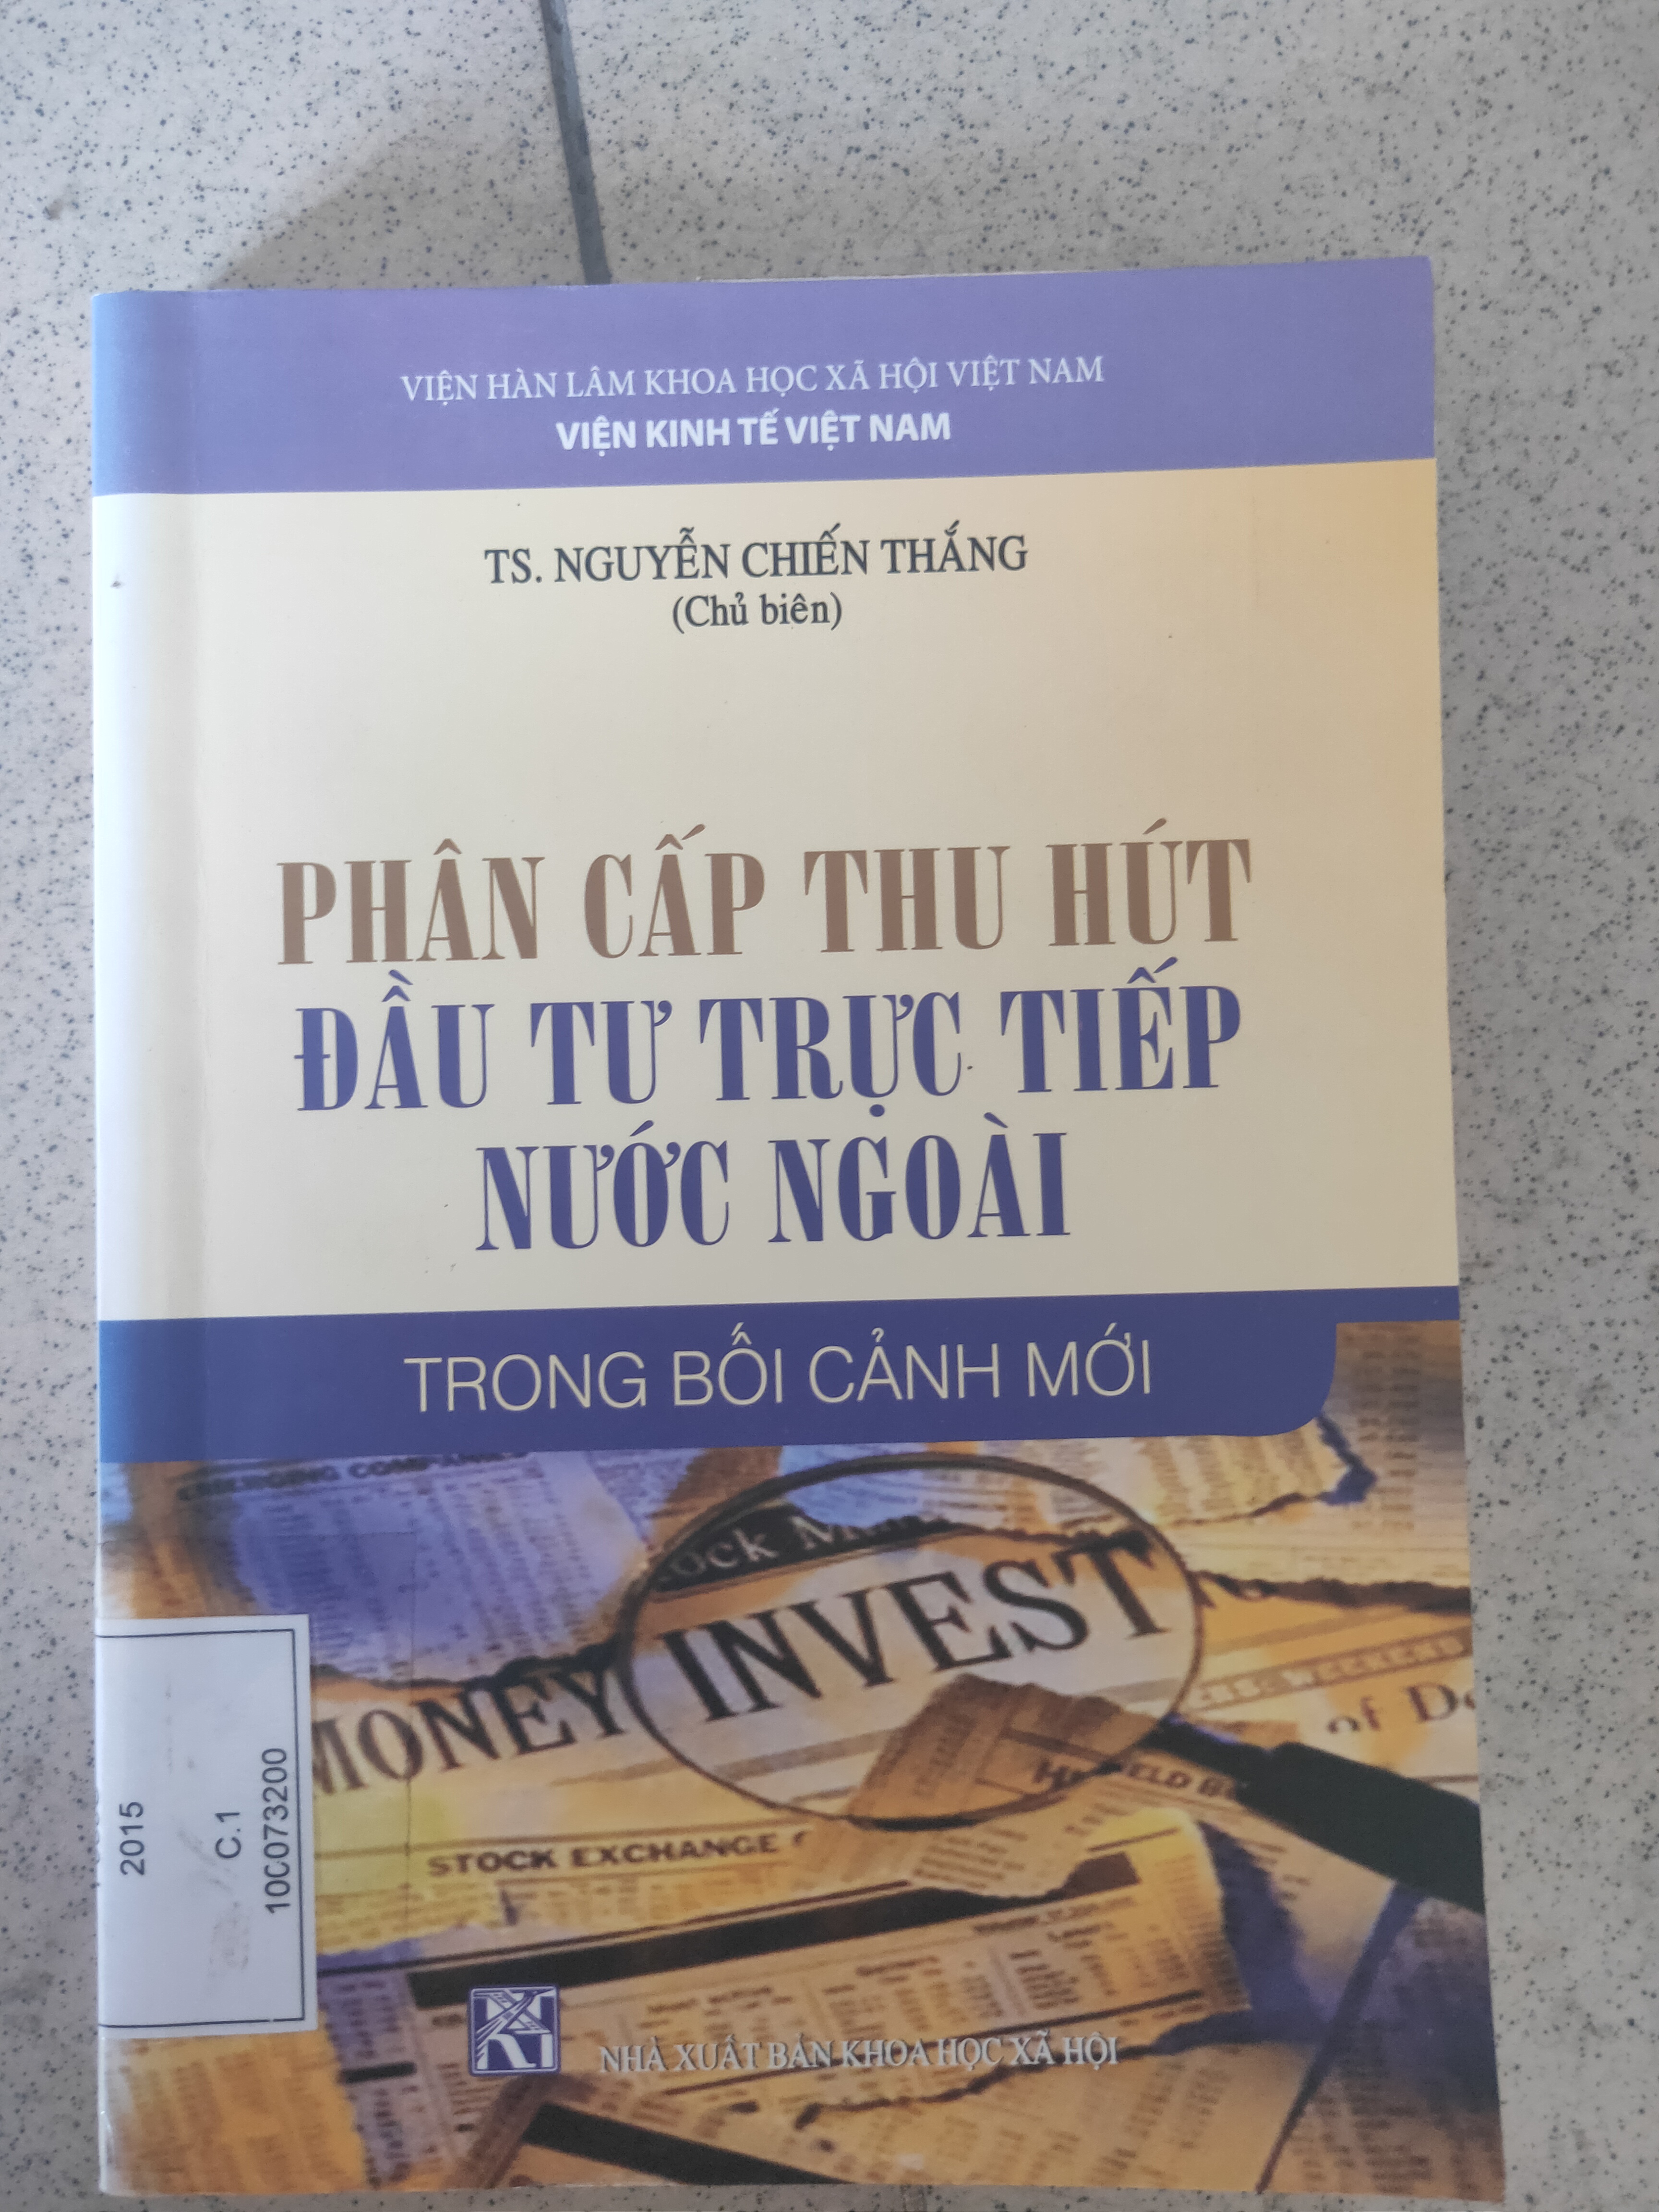 VIỆN HÀN LÂM KHOA HỌC XÃ HỘI VIỆT NAM
VIỆN KINH TẾ VIỆT NAM
TS. NGUYỄN CHIẾN THẮNG
(Chủ biên)
PHÂN CẤP THU HÚT
ĐẦU TƯ TRỰC TIẾP
NƯỚC NGOÀI
TRONG BỐI CẢNH MỚI
MONEY INVEST
of
STOCK EXCHANGE
2015
C.1
10C073200
NHÀ XUẤT BẢN KHOA HỌC XÃ HỘI